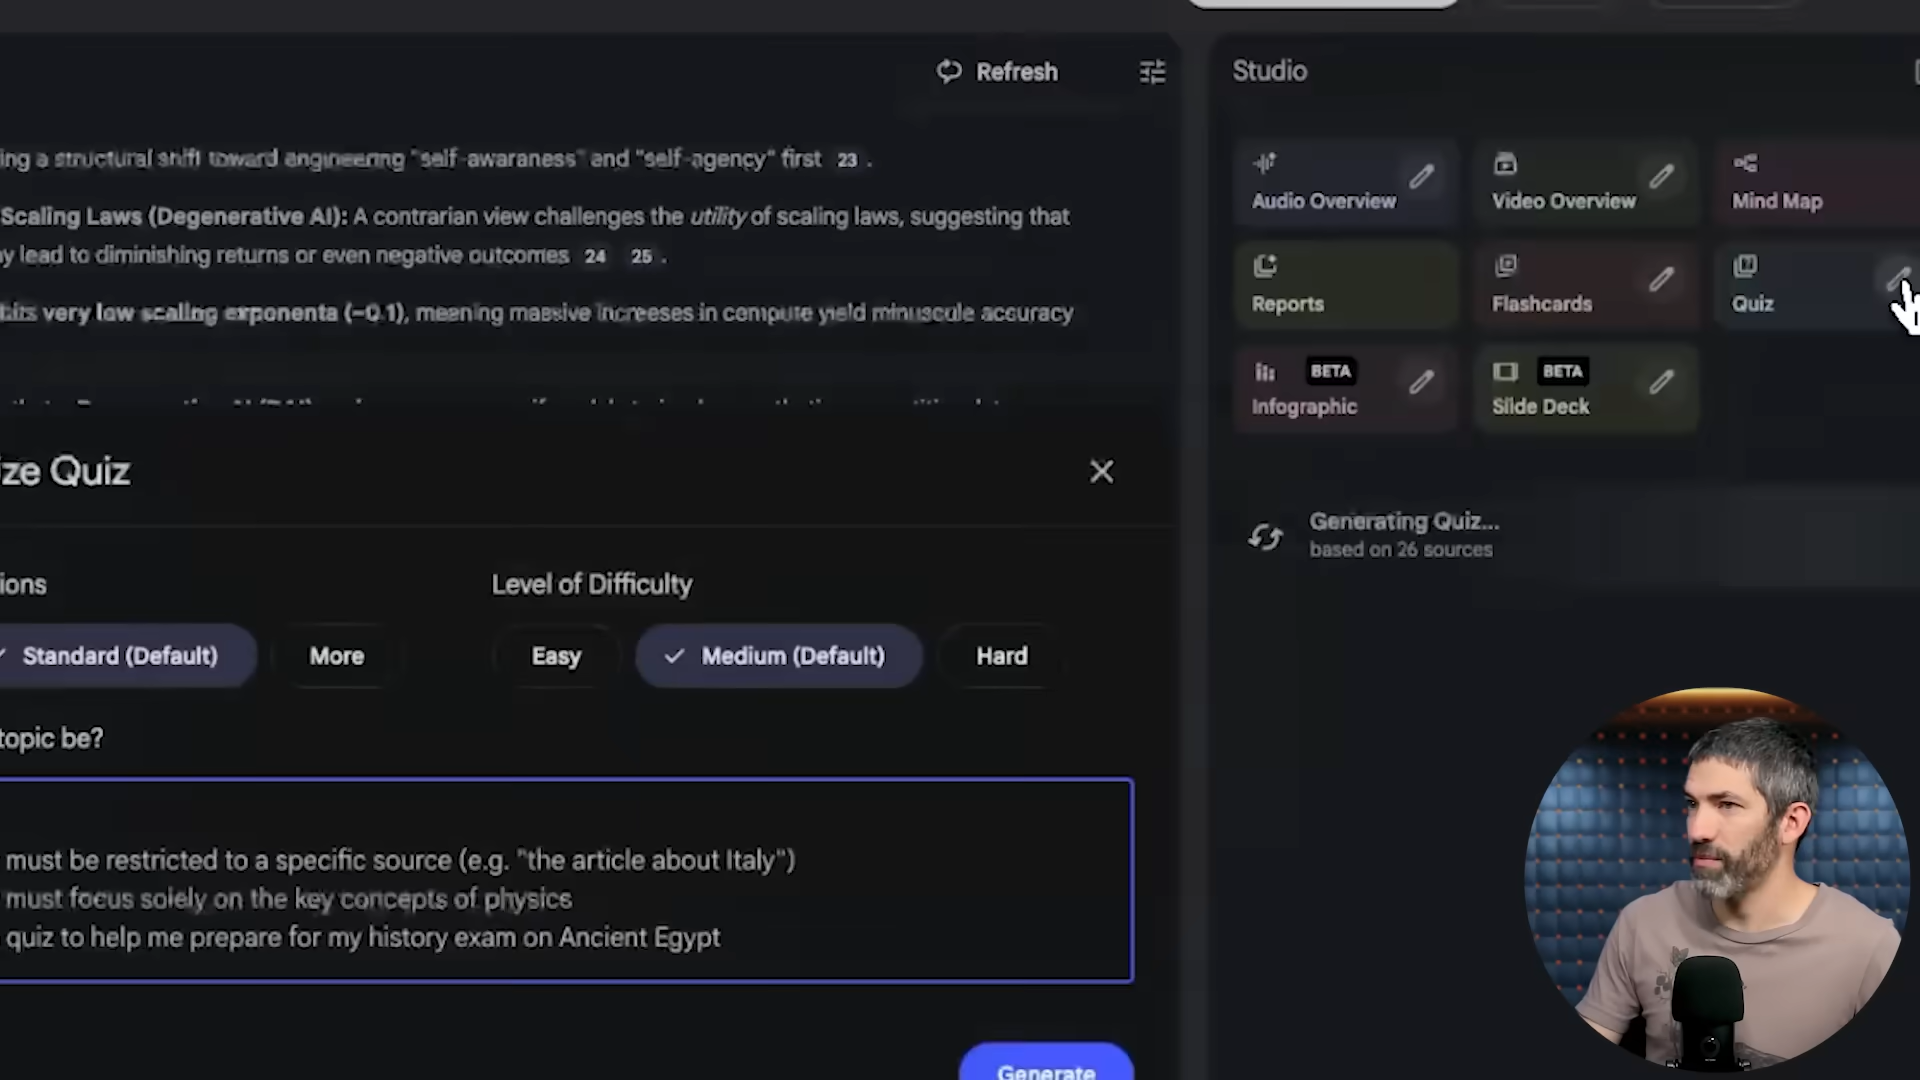 Refresh
ing a structural shift toward engineering "self-awareness" and "self-agency" first 23 .
Scaling Laws (Degenerative AI): A contrarian view challenges the utility of scaling laws, suggesting that
y lead to diminishing returns or even negative outcomes 24 25 .
very low scaling exponents (~0.1), meaning massive increases in compute yield minuscule accuracy
ze Quiz
ions
Level of Difficulty
Standard (Default) More Easy Medium (Default) Hard
topic be?
must be restricted to a specific source (e.g. "the article about Italy")
must focus solely on the key concepts of physics
quiz to help me prepare for my history exam on Ancient Egypt
Generate
Studio
Audio Overview Video Overview Mind Map
Reports Flashcards Quiz
BETA BETA
Infographic Slide Deck
Generating Quiz...
based on 26 sources